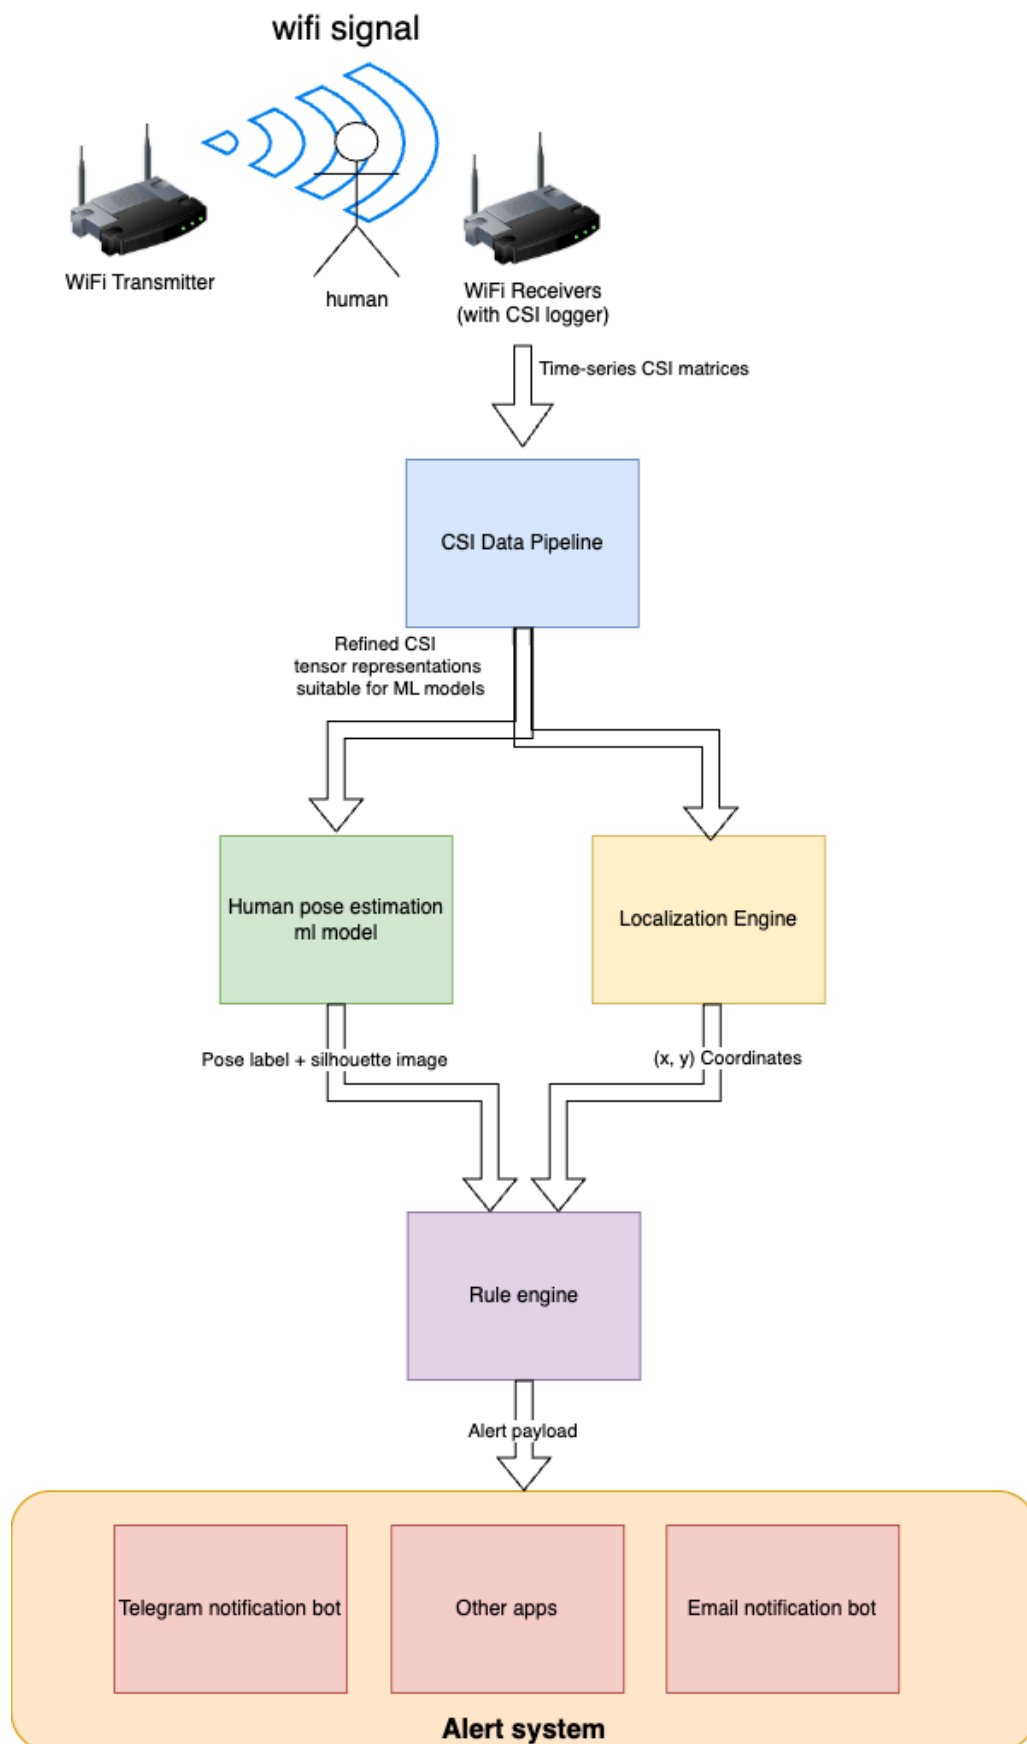 wifi signal
WiFi Transmitter
human
WiFi Receivers
(with CSI logger)
Time-series CSI matrices
CSI Data Pipeline
Refined CSI
tensor representations
suitable for ML models
Human pose estimation
ml model
Localization Engine
Pose label + silhouette image
(x, y) Coordinates
Rule engine
Alert payload
Telegram notification bot
Other apps
Email notification bot
Alert system